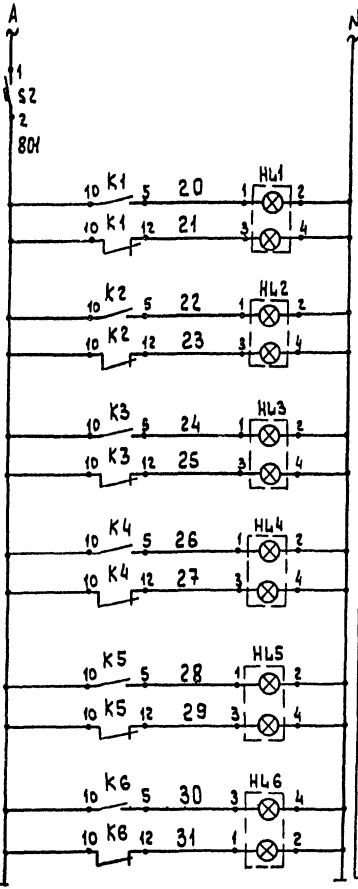 A N
1
S2
2
801
10 K1 5 20 1 HL1 2
10 K1 12 21 3 4
10 K2 5 22 1 HL2 2
10 K2 12 23 3 4
10 K3 5 24 1 HL3 2
10 K3 12 25 3 4
10 K4 5 26 1 HL4 2
10 K4 12 27 3 4
10 K5 5 28 1 HL5 2
10 K5 12 29 3 4
10 K6 5 30 3 HL6 4
10 K6 12 31 1 2